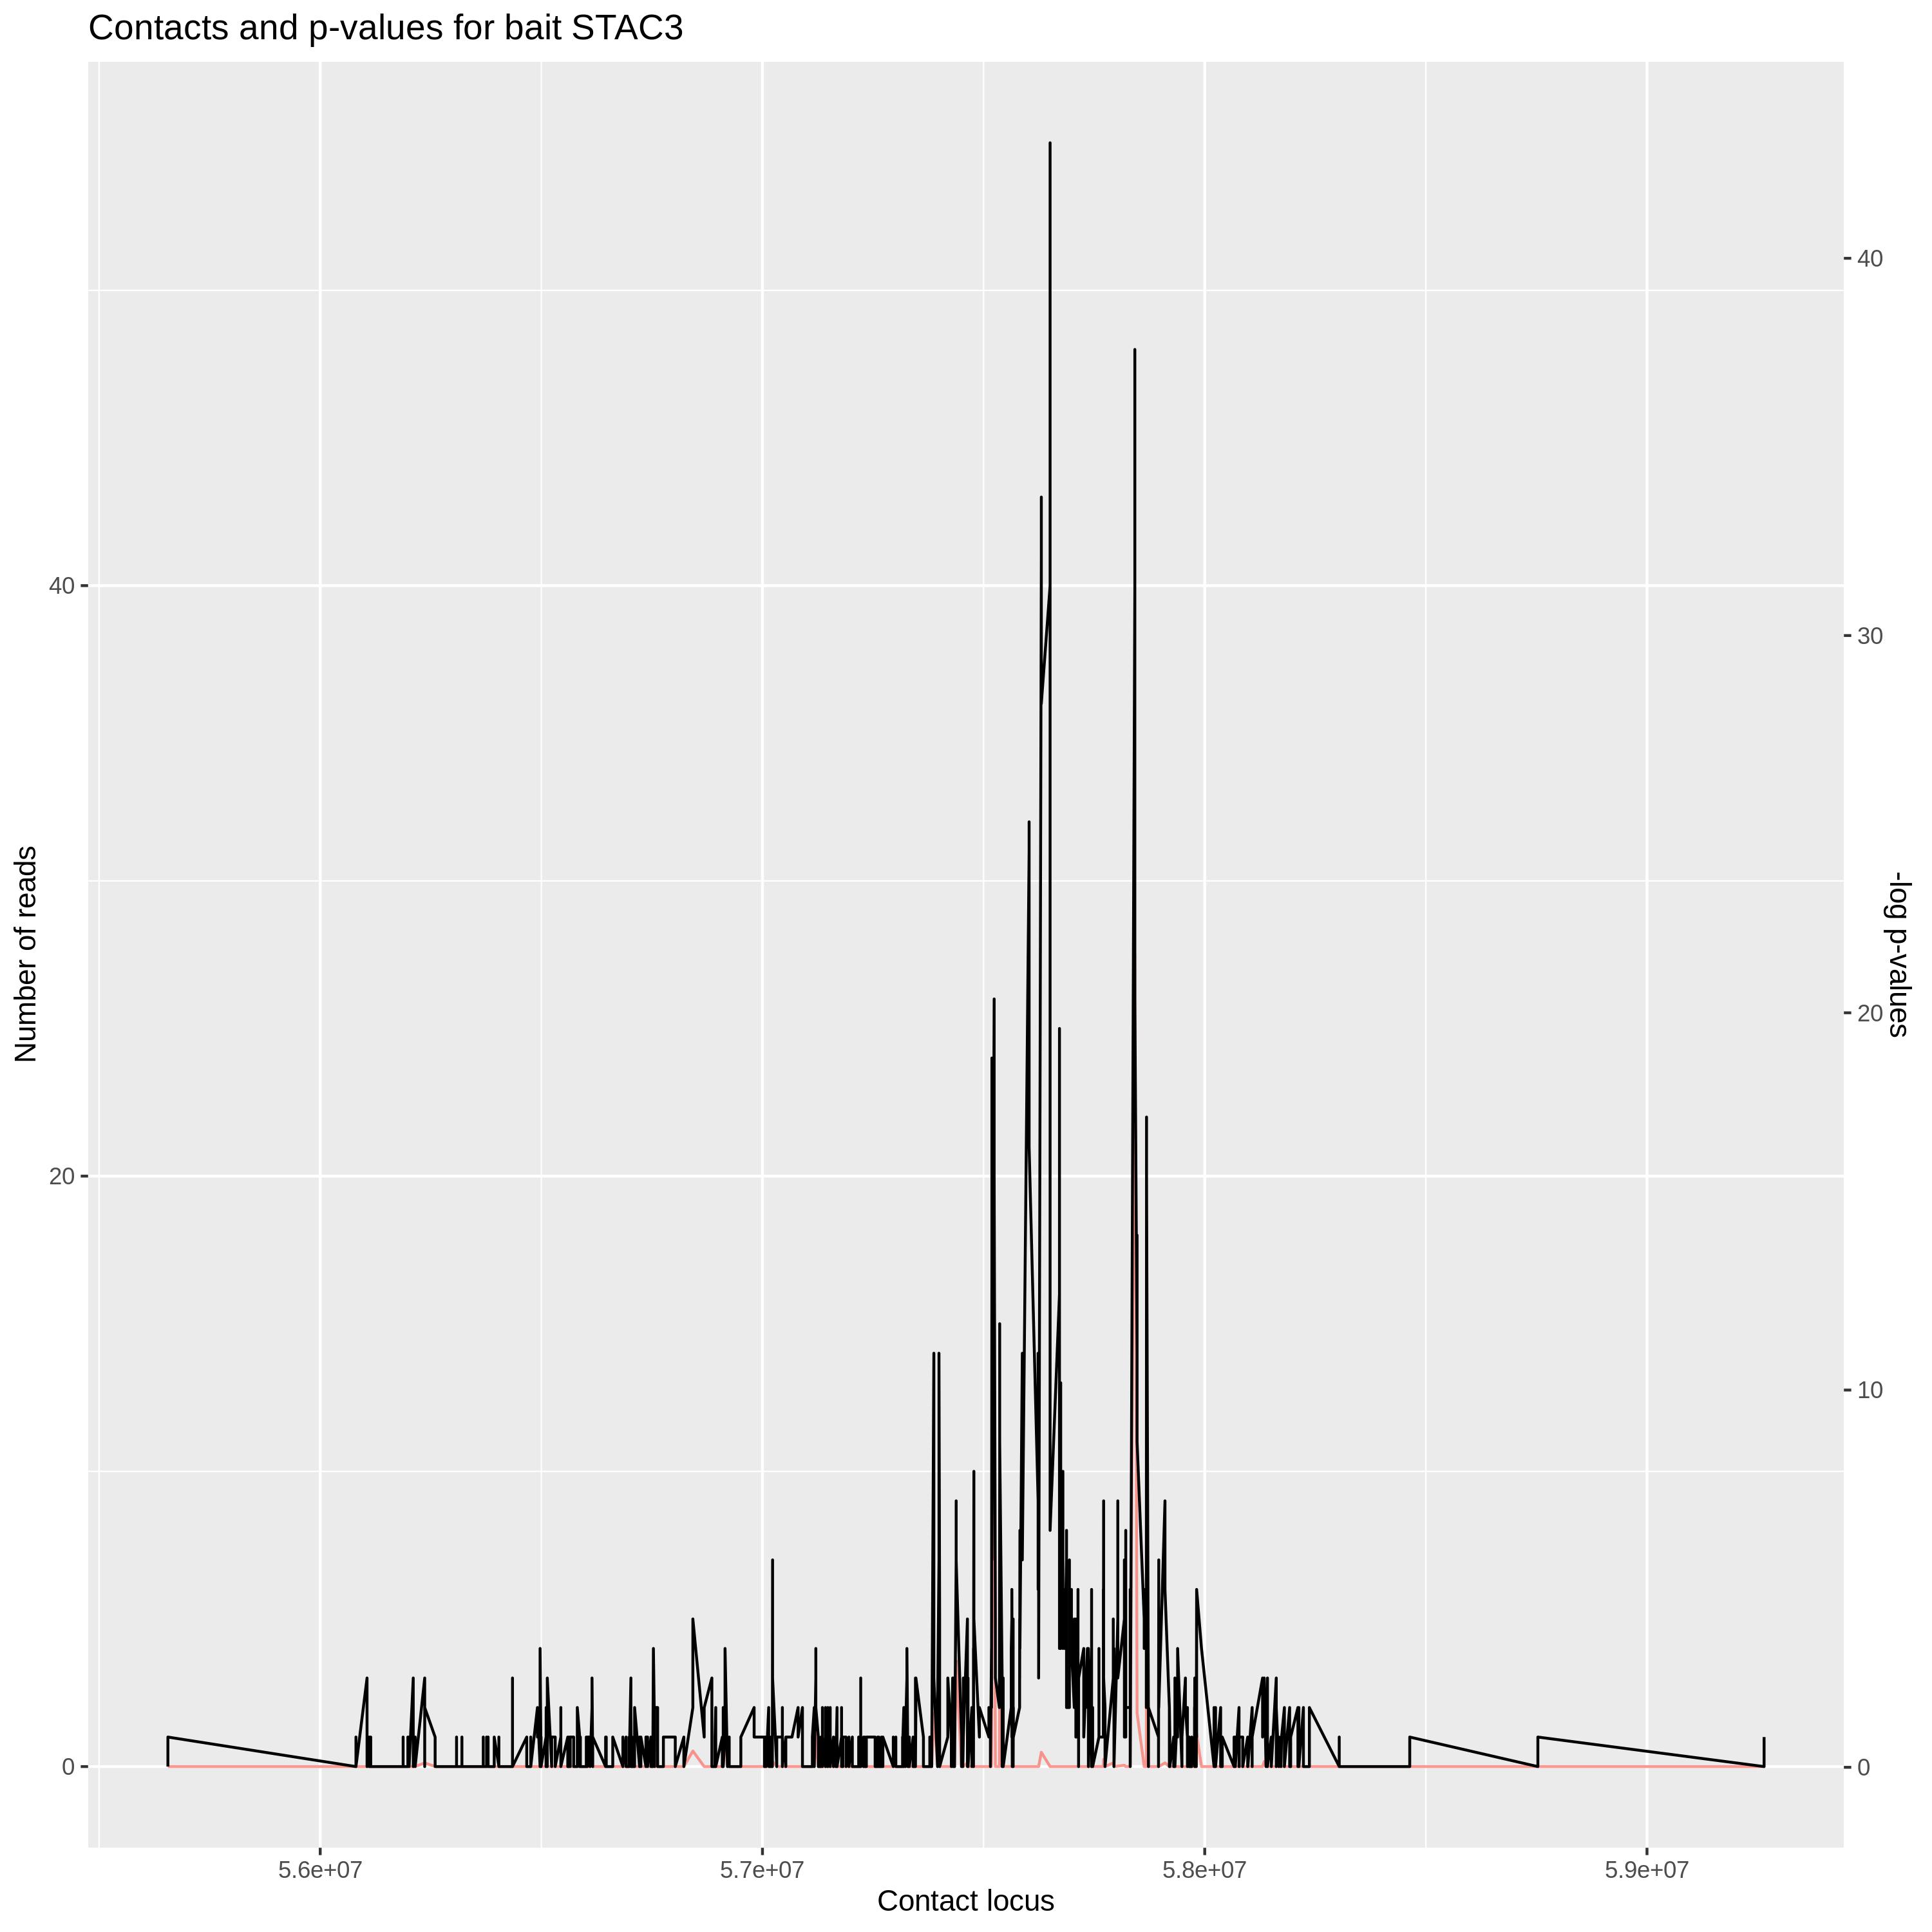 Contacts and p-values for bait STAC3
40
20
0
Number of reads
40
30
20
10
0
-log p-values
5.6e+07
5.7e+07
5.8e+07
5.9e+07
Contact locus